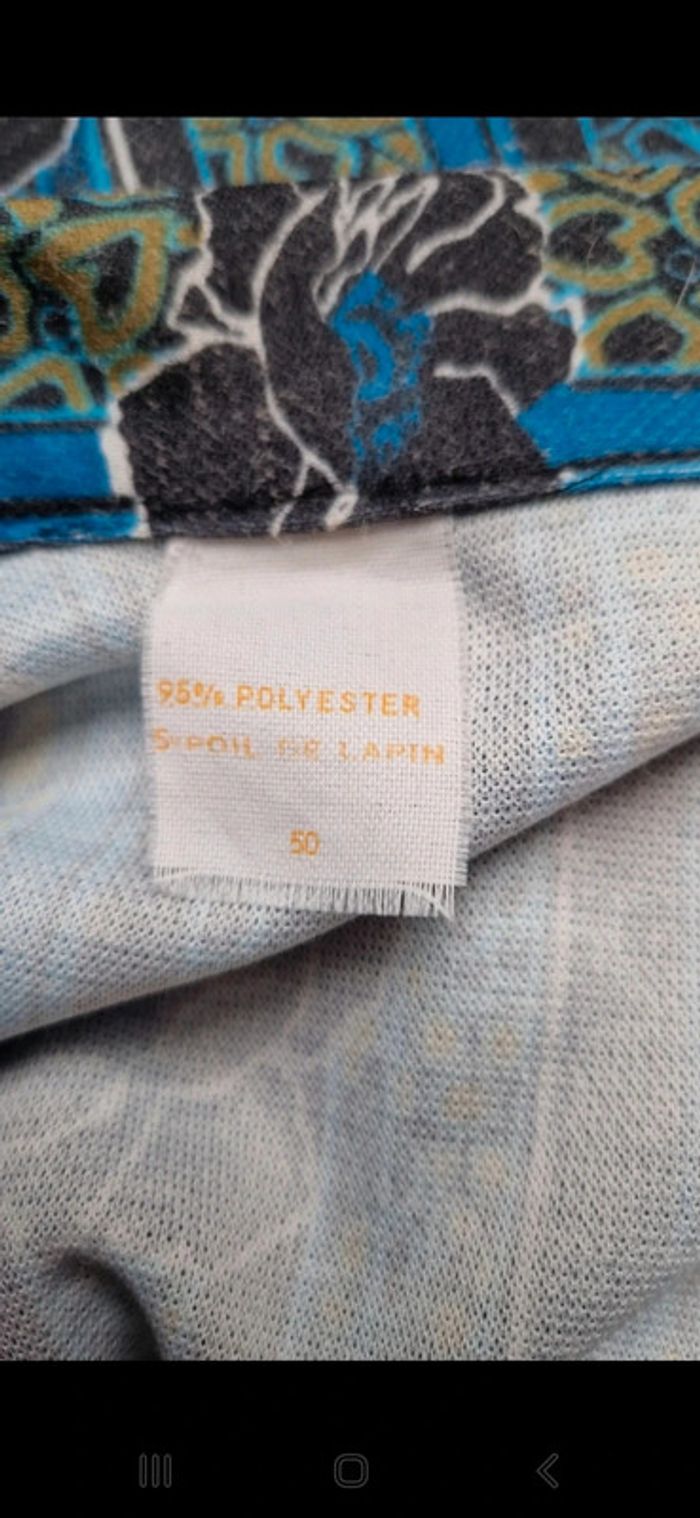 95% POLYESTER
5% POIL DE LAPIN
50